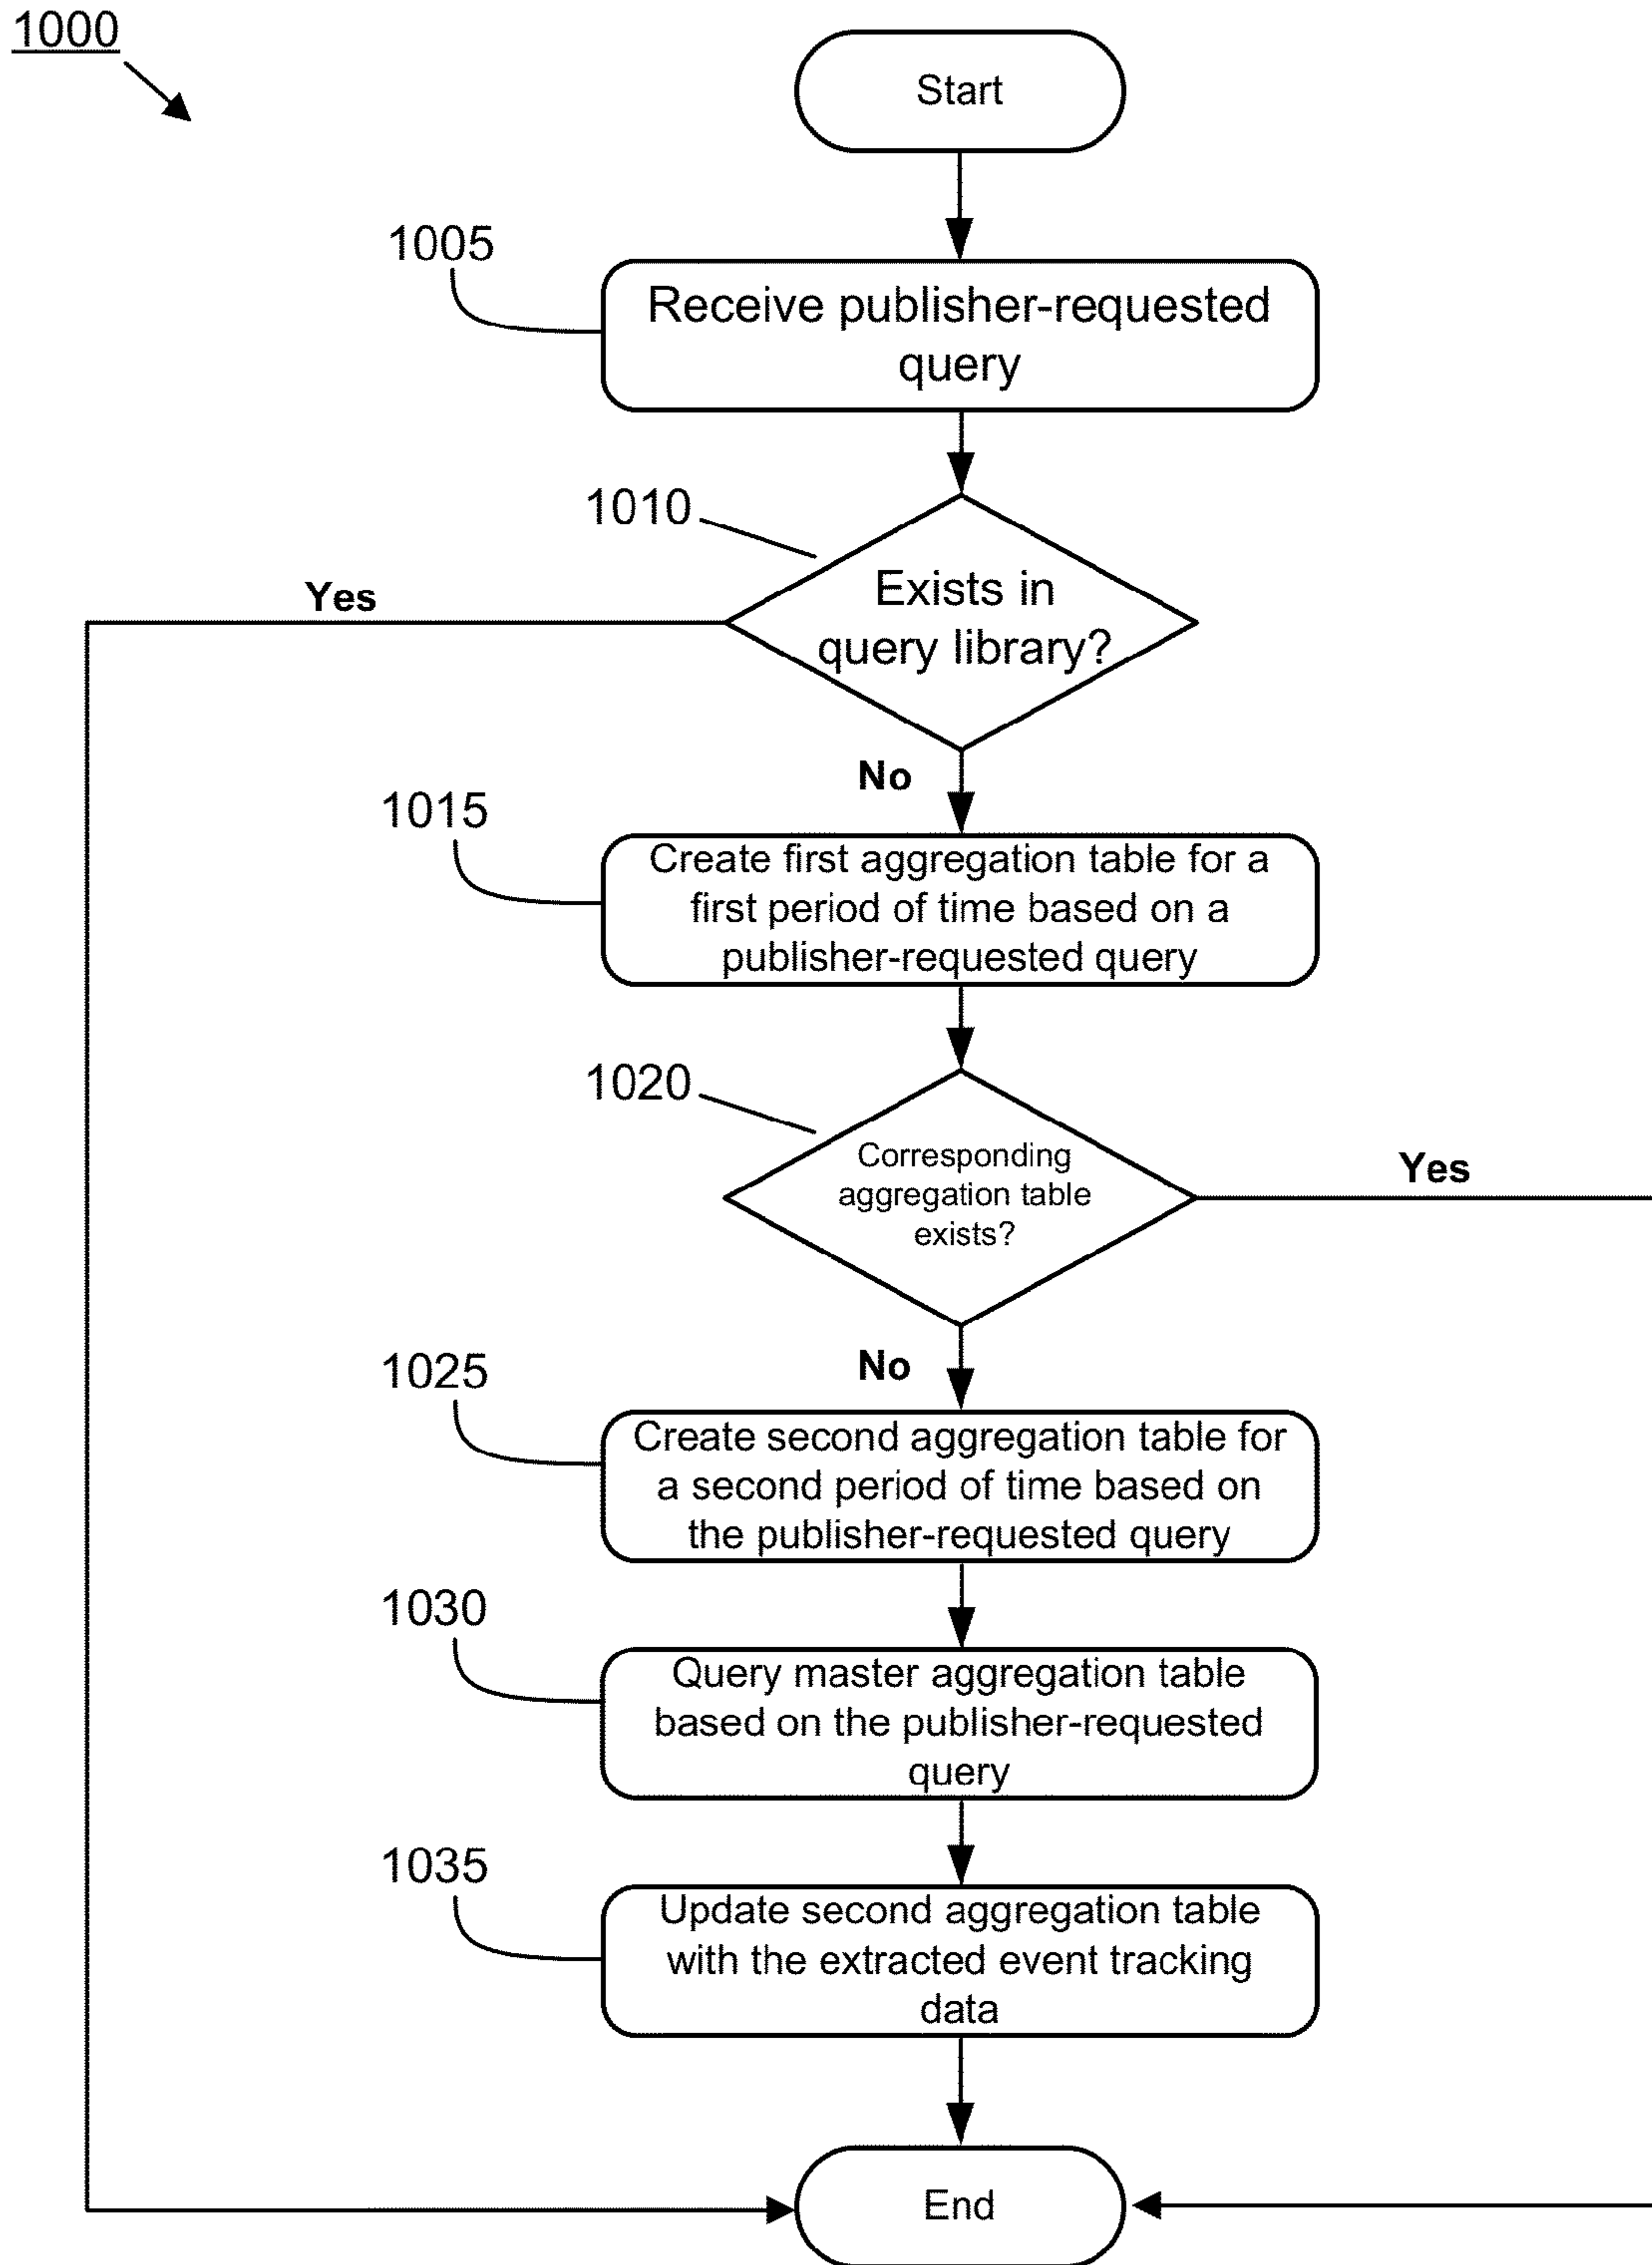 1000
Start
1005
Receive publisher-requested
query
1010
Exists in
query library?
Yes
No
1015
Create first aggregation table for a
first period of time based on a
publisher-requested query
1020
Corresponding
aggregation table
exists?
Yes
No
1025
Create second aggregation table for
a second period of time based on
the publisher-requested query
1030
Query master aggregation table
based on the publisher-requested
query
1035
Update second aggregation table
with the extracted event tracking
data
End